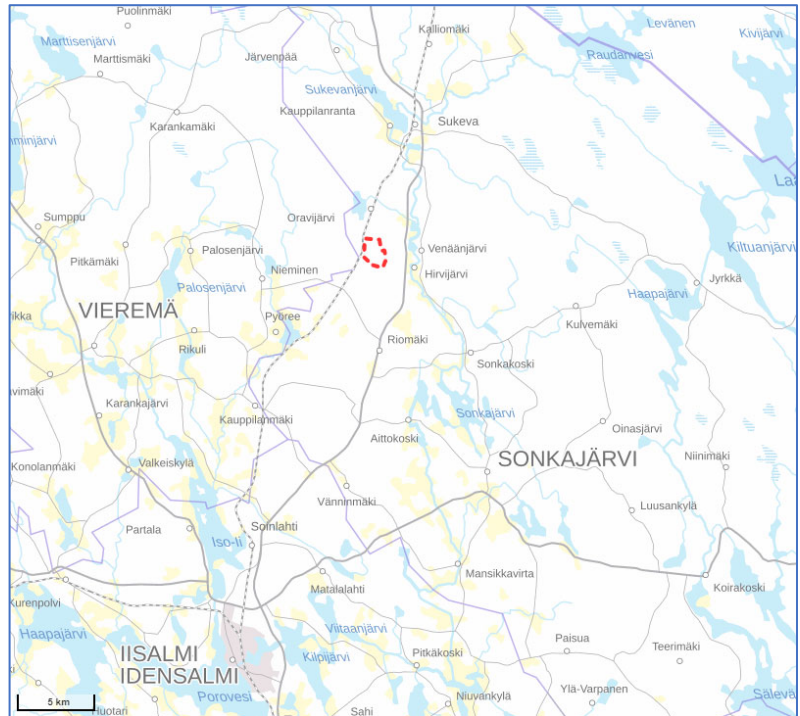 Puolinmäki
Levänen
Kivijärvi
Marttisenjärvi
Kalliomäki
Järvenpää
Raudanvesi
Marttismäki
Sukevanjärvi
Kauppilanranta
Karankamäki
Sukeva
Sumppu
Oravijärvi
Palosenjärvi
Venäänjärvi
Kiltuanjärvi
Pitkämäki
Nieminen
Hirvijärvi
Jyrkkä
Palosenjärvi
Haapajärvi
VIEREMÄ
Pyöree
Kulvemäki
Rikuli
Riomäki
Sonkakoski
Karankajärvi
Kauppilanmäki
Sonkajärvi
Aittokoski
Oinasjärvi
Konolanmäki
Valkeiskylä
SONKAJÄRVI
Niinimäki
Vänninmäki
Luusankylä
Partala
Soinlahti
Iso-Ii
Mansikkavirta
Matalalahti
Koirakoski
Kurenpolvi
Haapajärvi
Viitaanjärvi
Paisua
Teerimäki
IISALMI
IDENSALMI
Kilpijärvi
Pitkäkoski
Porovesi
5 km
Niuvankylä
Ylä-Varpanen
Sahi